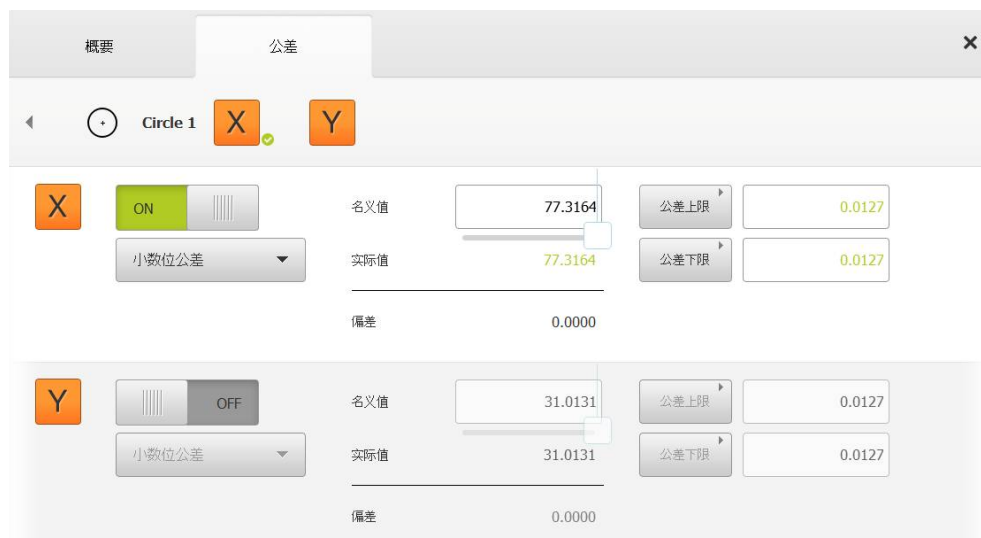 概要 公差
Circle 1 X Y
X ON 名义值 77.3164 公差上限 0.0127
小数位公差 实际值 77.3164 公差下限 0.0127
偏差 0.0000
Y OFF 名义值 31.0131 公差上限 0.0127
小数位公差 实际值 31.0131 公差下限 0.0127
偏差 0.0000